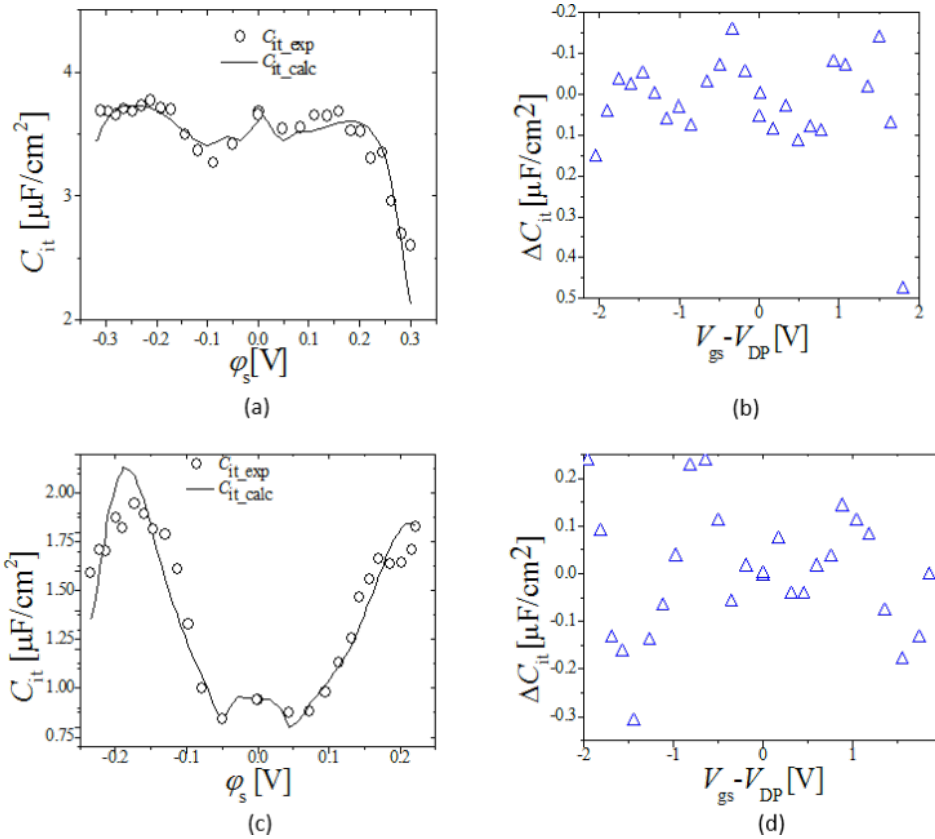 (a)
C_it_exp
C_it_calc
4
3
2
C_it [μF/cm²]
-0.3 -0.2 -0.1 0.0 0.1 0.2 0.3
φ_s[V]
(a)
(b)
-0.2
-0.1
0.0
0.1
0.2
0.3
0.4
0.5
ΔC_it [μF/cm2]
-2 -1 0 1 2
V_gs-V_DP [V]
(b)
C_it_exp
C_it_calc
2.00
1.75
1.50
1.25
1.00
0.75
C_it [μF/cm²]
-0.2 -0.1 0.0 0.1 0.2
φ_s[V]
(c)
0.2
0.1
0.0
-0.1
-0.2
-0.3
ΔC_it [μF/cm2]
-2 -1 0 1
V_gs-V_DP [V]
(d)